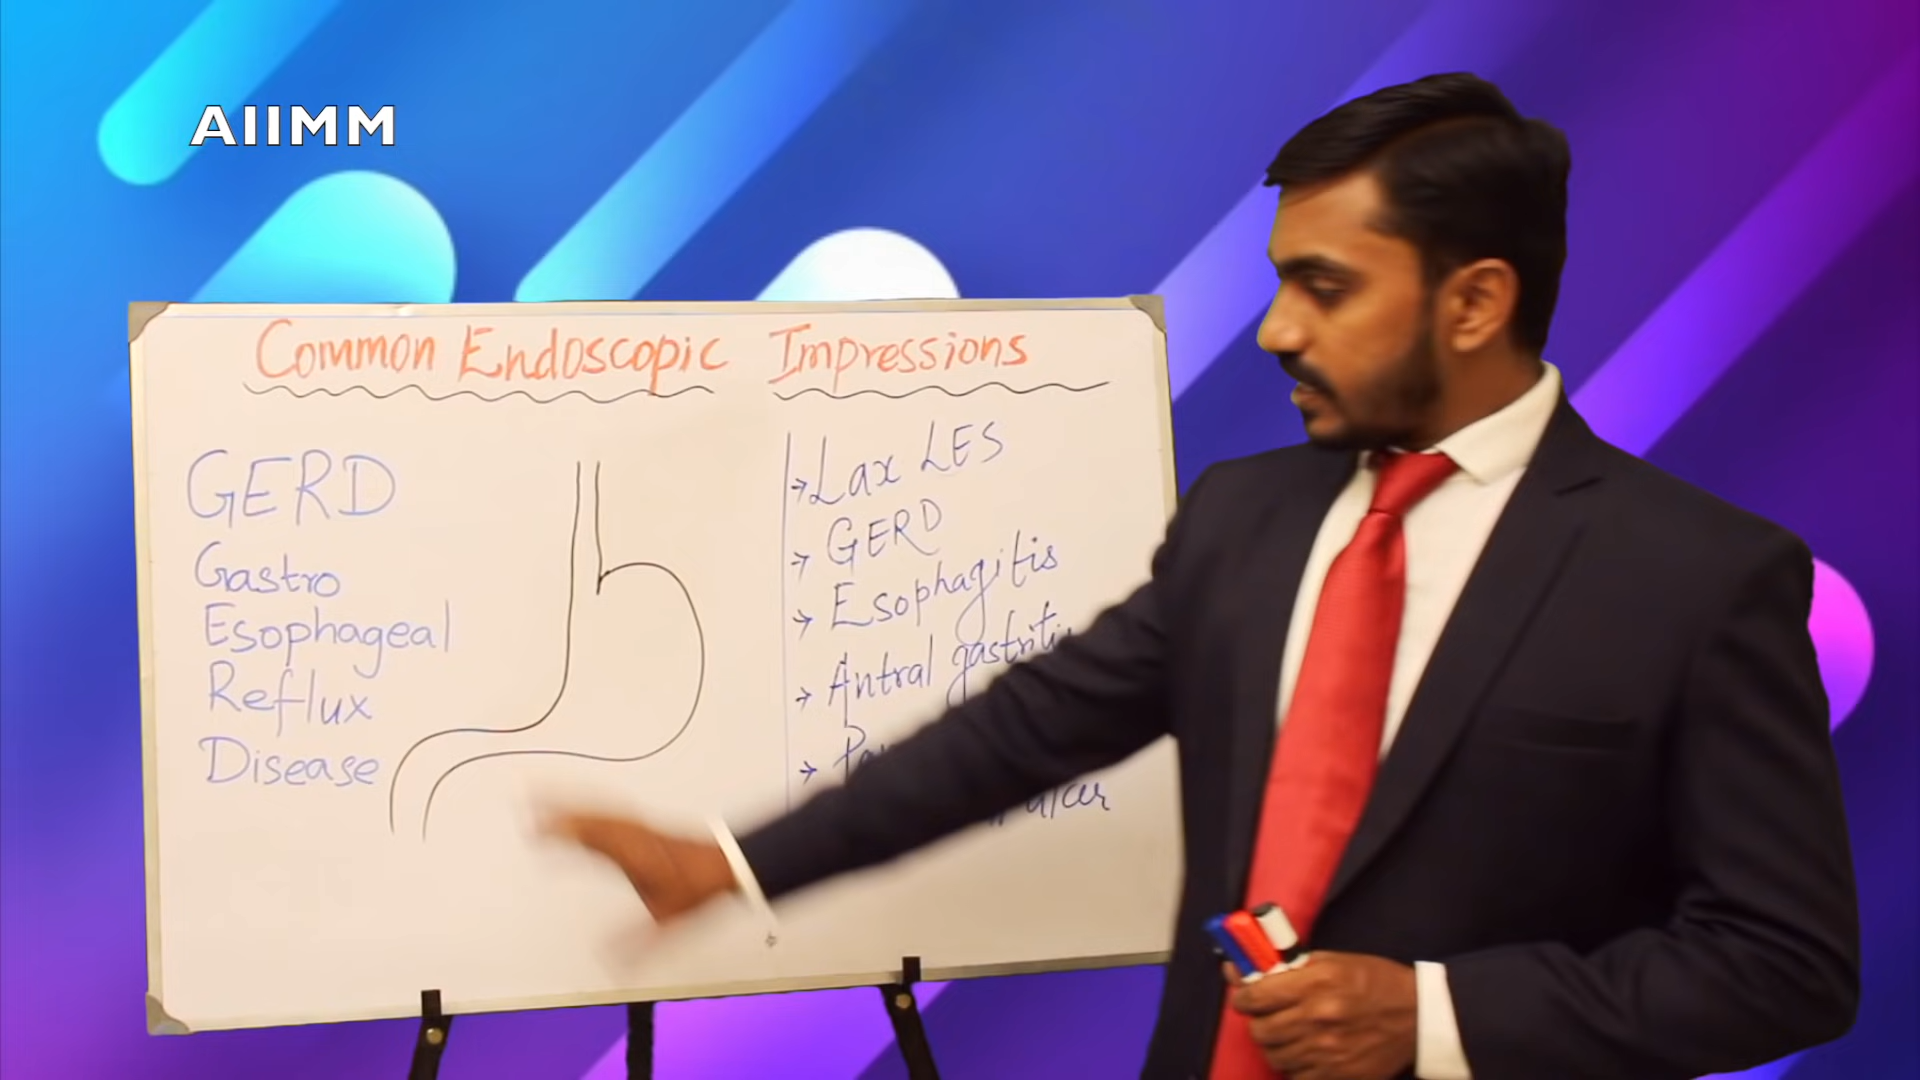 AIIMM
Common Endoscopic Impressions
GERD
Gastro
Esophageal
Reflux
Disease
→ Lax LES
→ GERD
→ Esophagitis
→ Antral
→
ulcer